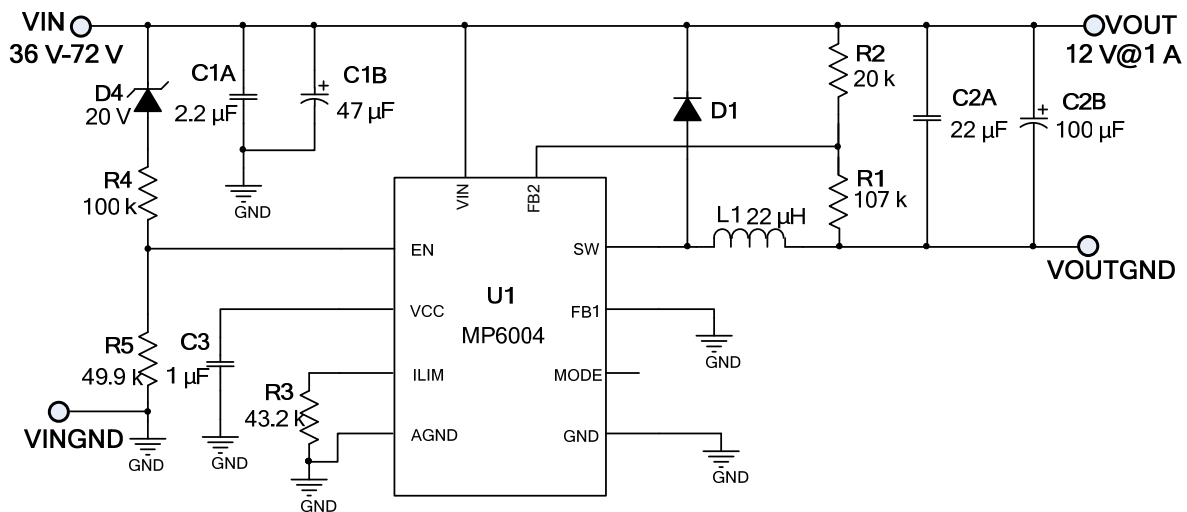 VIN
36 V-72 V
D4
20 V
C1A
2.2 µF
C1B
47 µF
GND
R4
100 k
R5
49.9 k
VINGND
GND
C3
1 µF
GND
R3
43.2 k
GND
VIN
FB2
EN
VCC
ILIM
AGND
U1
MP6004
SW
FB1
MODE
GND
D1
L1 22 µH
GND
GND
R2
20 k
R1
107 k
C2A
22 µF
C2B
100 µF
VOUT
12 V@1 A
VOUTGND